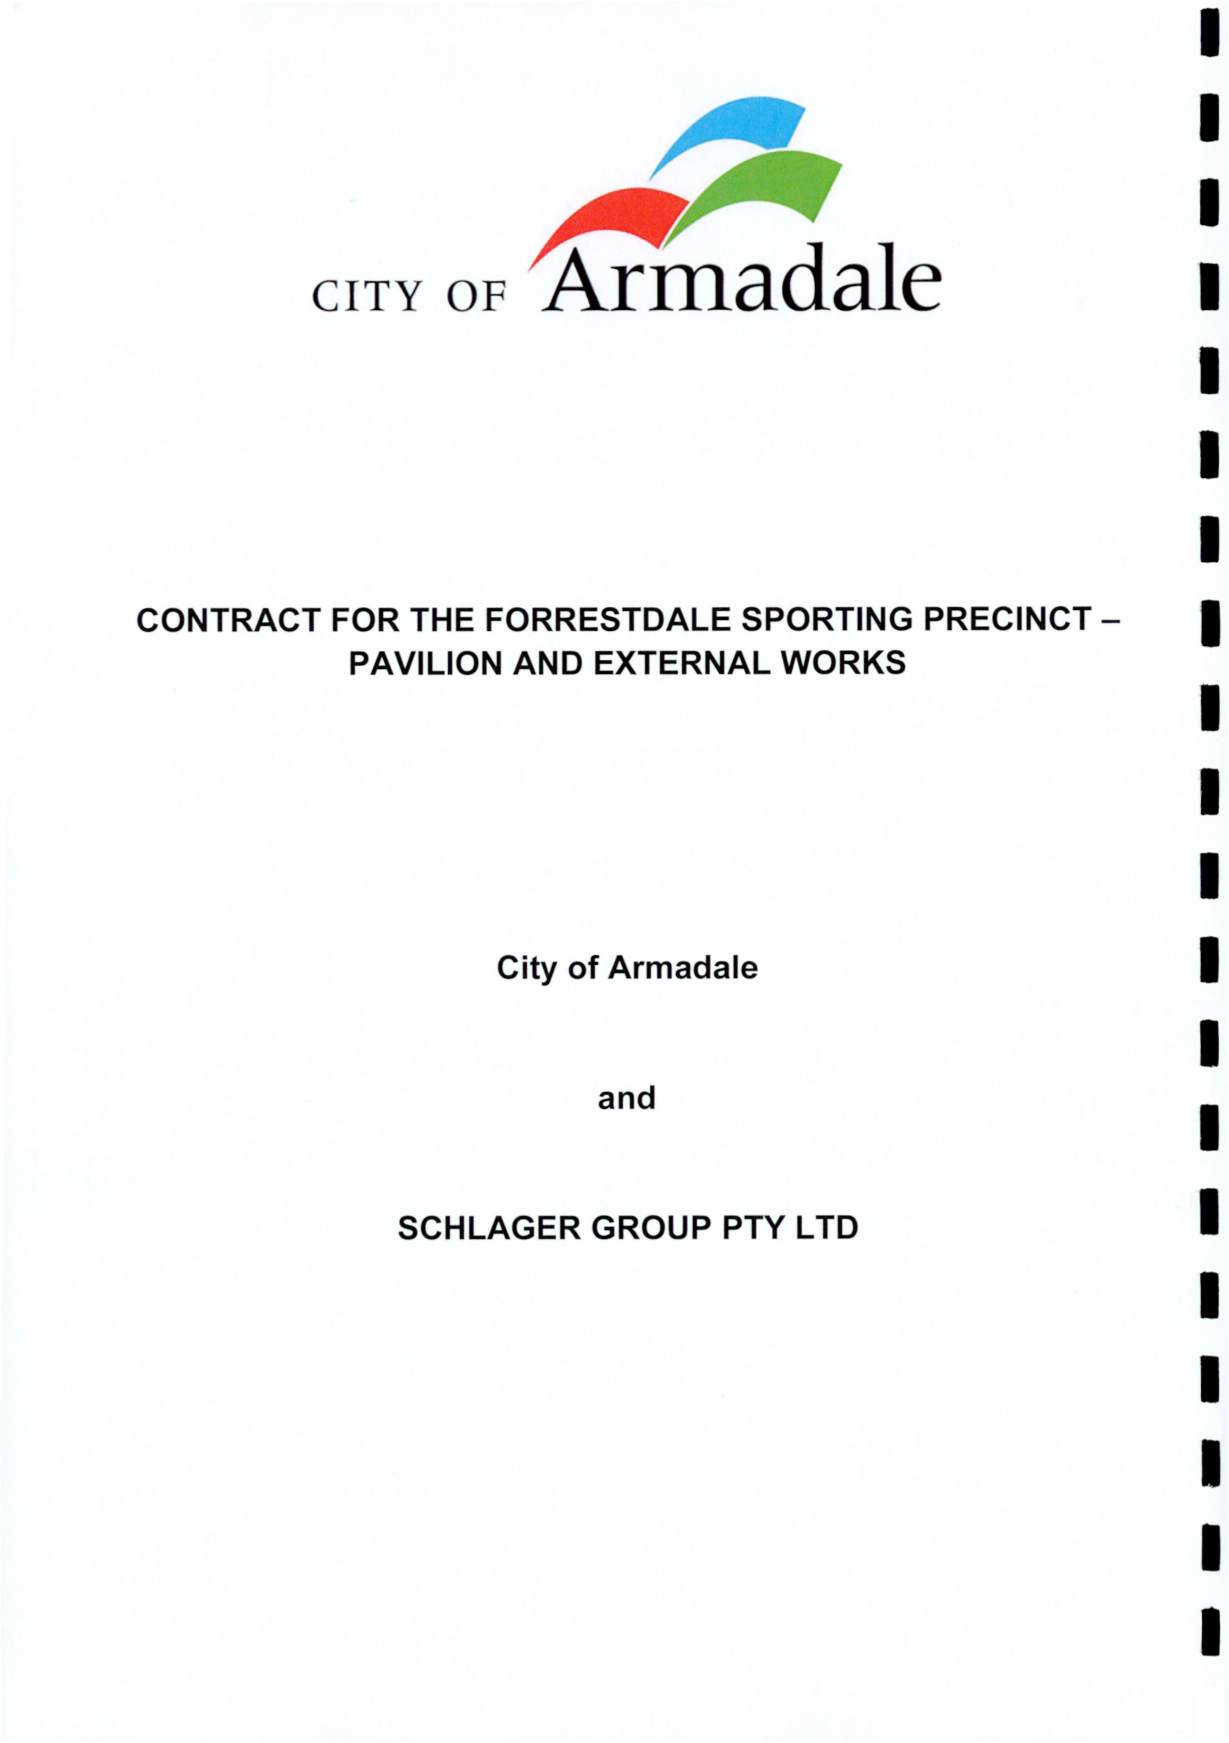 CITY OF Armadale
CONTRACT FOR THE FORRESTDALE SPORTING PRECINCT –
PAVILION AND EXTERNAL WORKS
City of Armadale
and
SCHLAGER GROUP PTY LTD